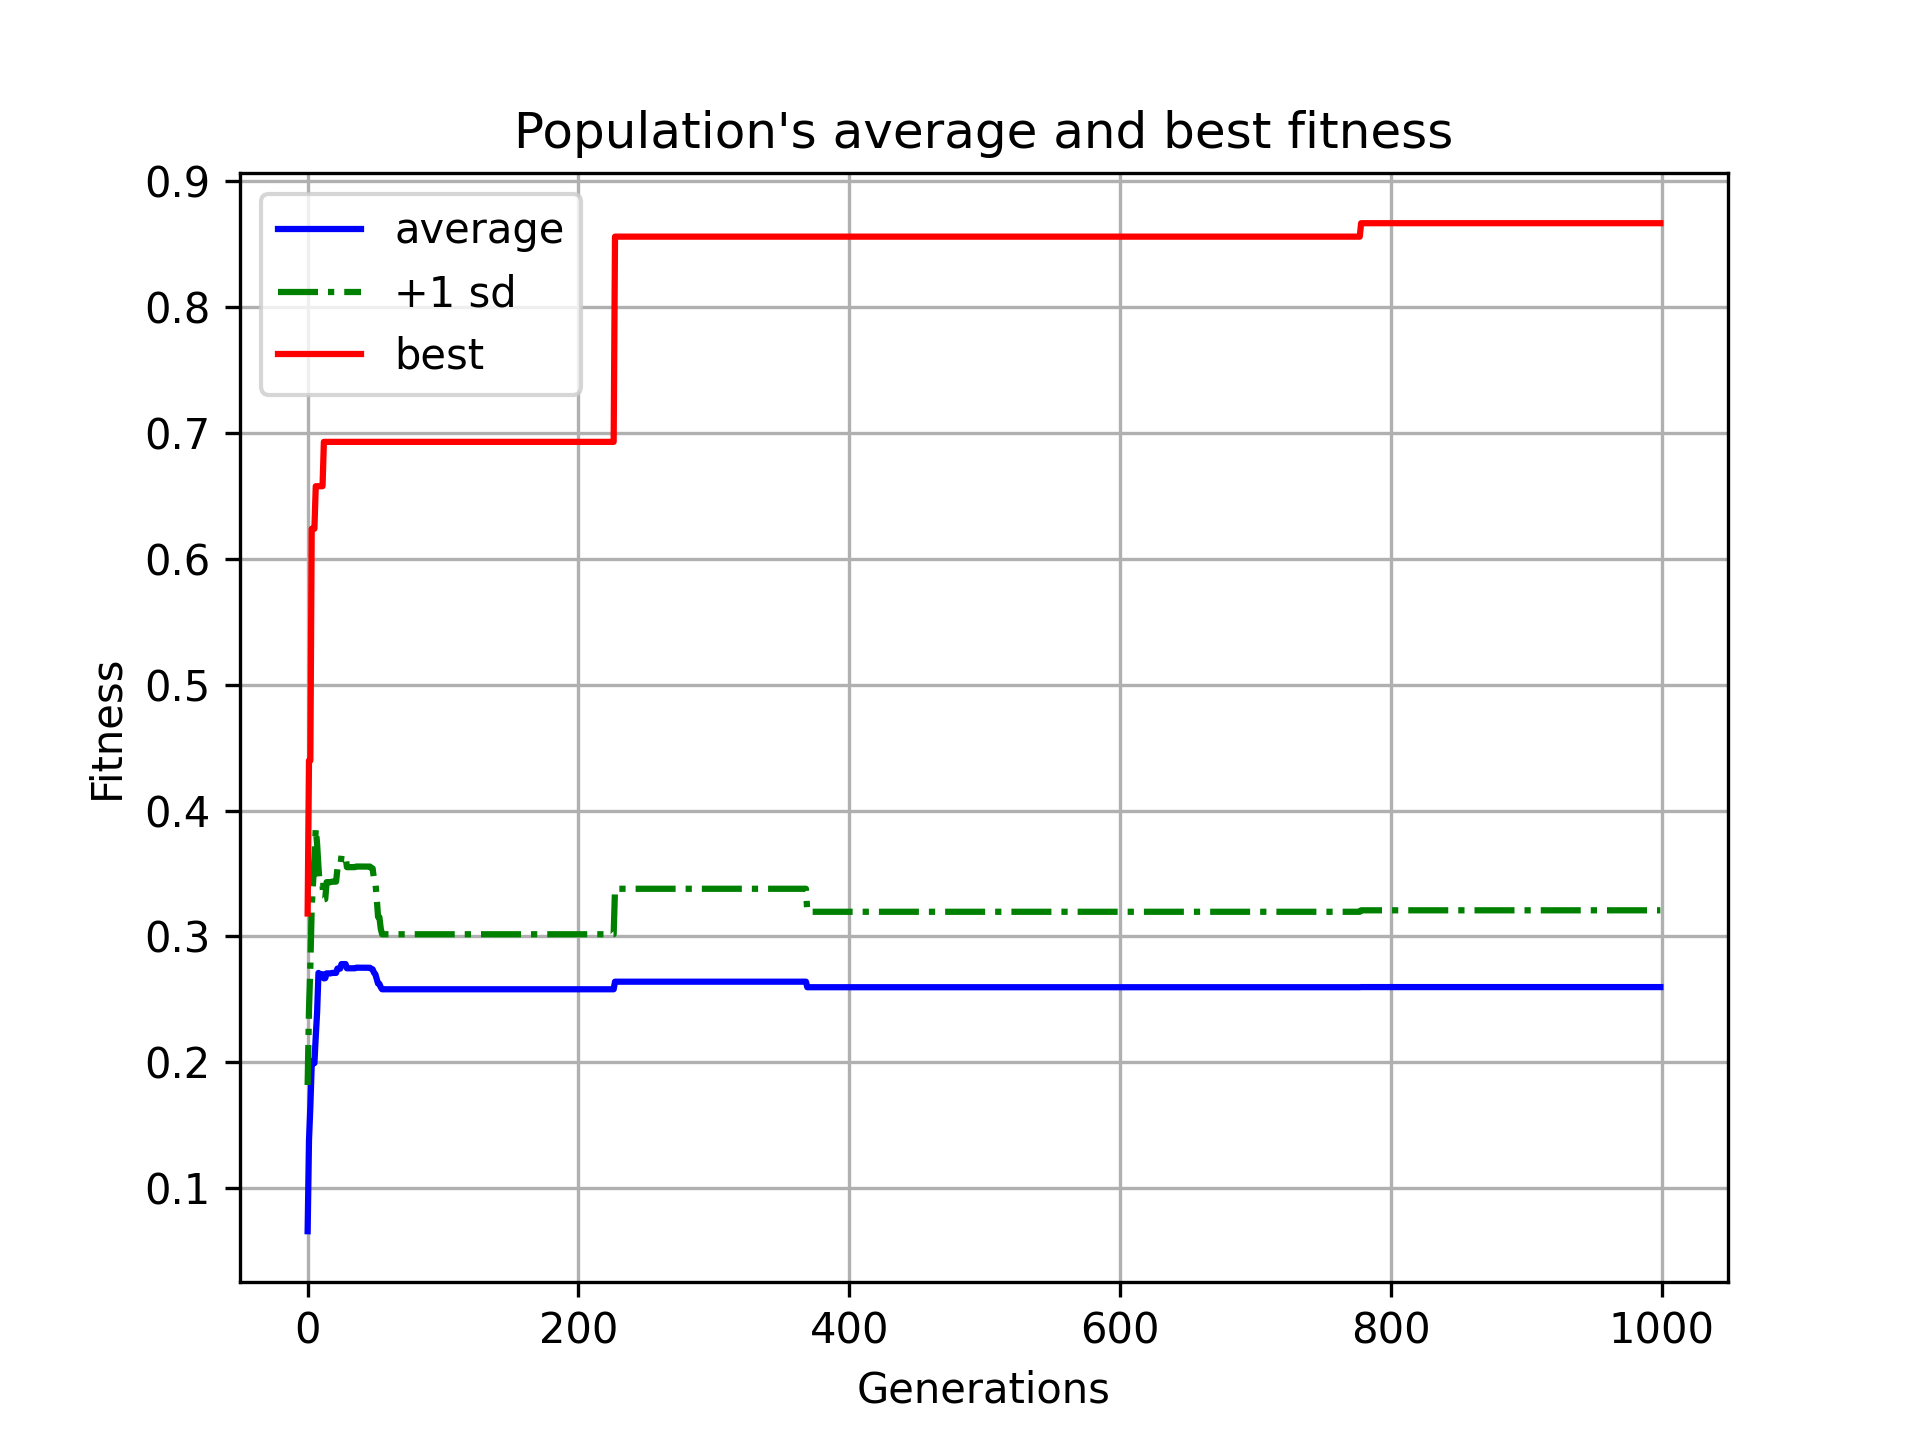 Population's average and best fitness
0.9
0.8
0.7
0.6
0.5
0.4
0.3
0.2
0.1
Fitness
average
+1 sd
best
0 200 400 600 800 1000
Generations